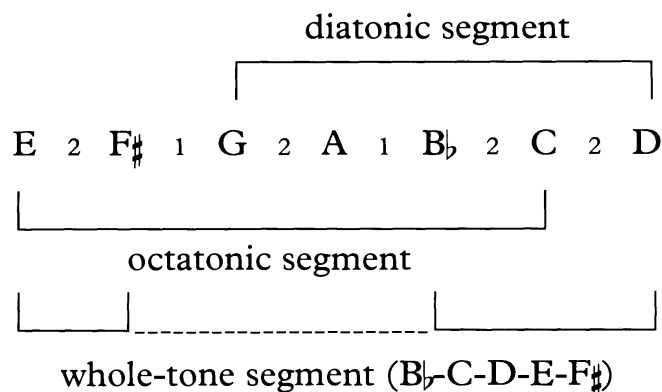 diatonic segment
E 2 F♯ 1 G 2 A 1 B♭ 2 C 2 D
octatonic segment
whole-tone segment (B♭-C-D-E-F♯)